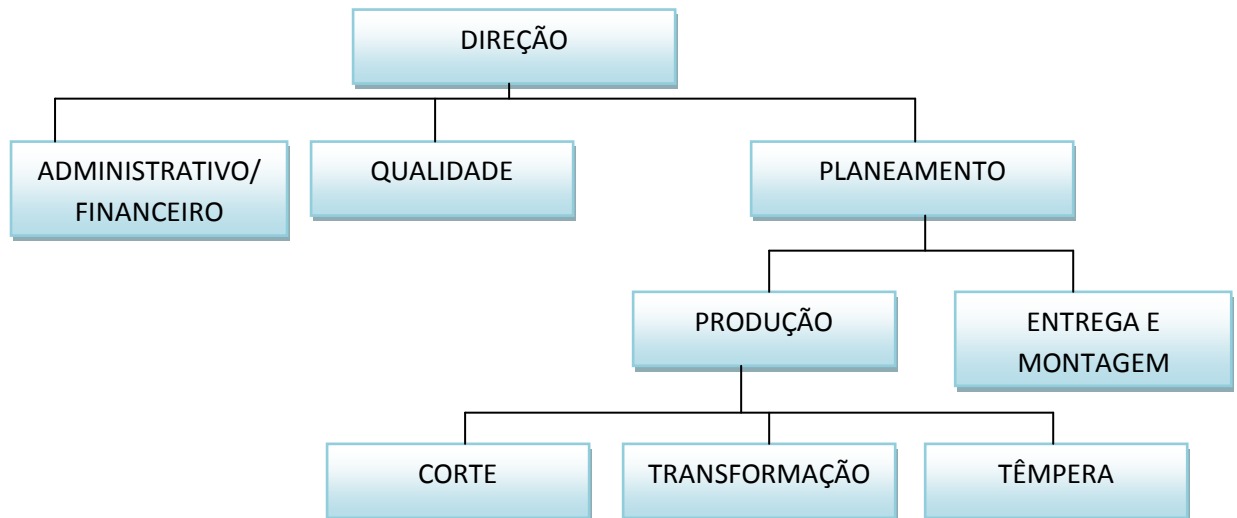 DIREÇÃO
ADMINISTRATIVO/
FINANCEIRO
QUALIDADE
PLANEAMENTO
PRODUÇÃO
ENTREGA E
MONTAGEM
CORTE
TRANSFORMAÇÃO
TÊMPERA